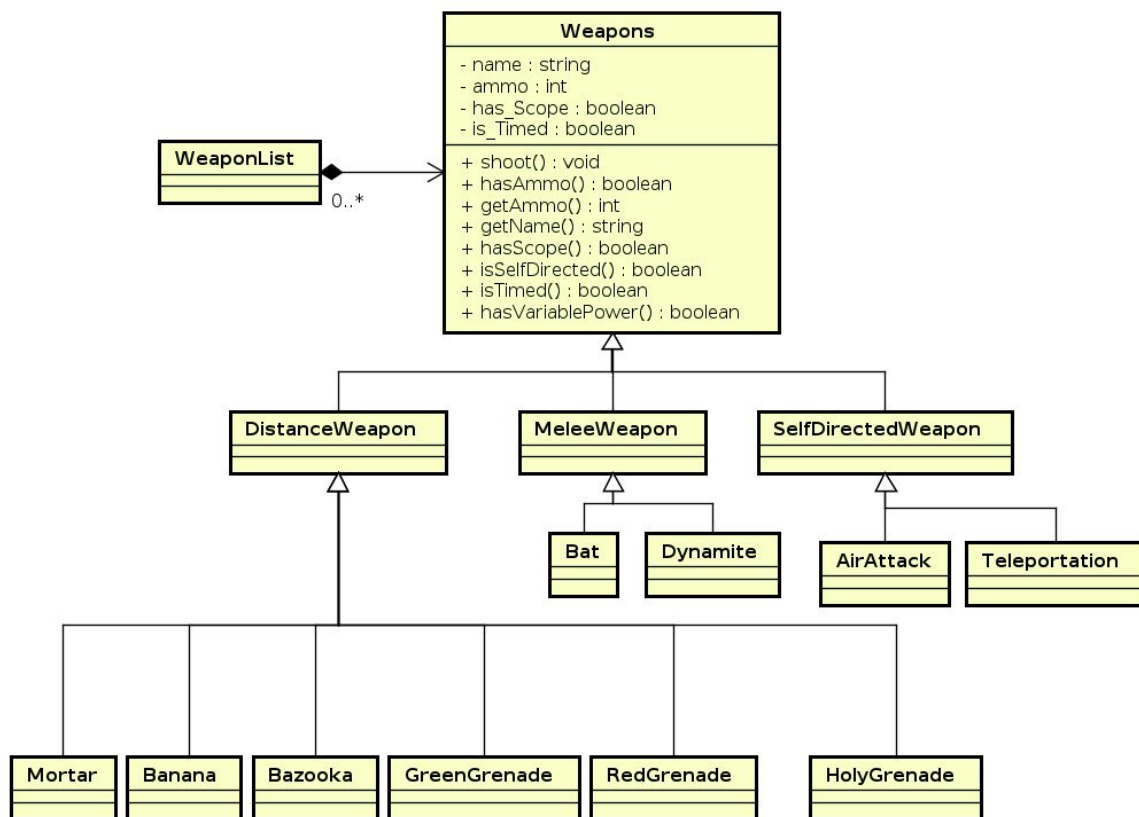 Weapons
- name : string
- ammo : int
- has_Scope : boolean
- is_Timed : boolean
WeaponList
0..*
+ shoot() : void
+ hasAmmo() : boolean
+ getAmmo() : int
+ getName() : string
+ hasScope() : boolean
+ isSelfDirected() : boolean
+ isTimed() : boolean
+ hasVariablePower() : boolean
DistanceWeapon
MeleeWeapon
SelfDirectedWeapon
Bat
Dynamite
AirAttack
Teleportation
Mortar
Banana
Bazooka
GreenGrenade
RedGrenade
HolyGrenade